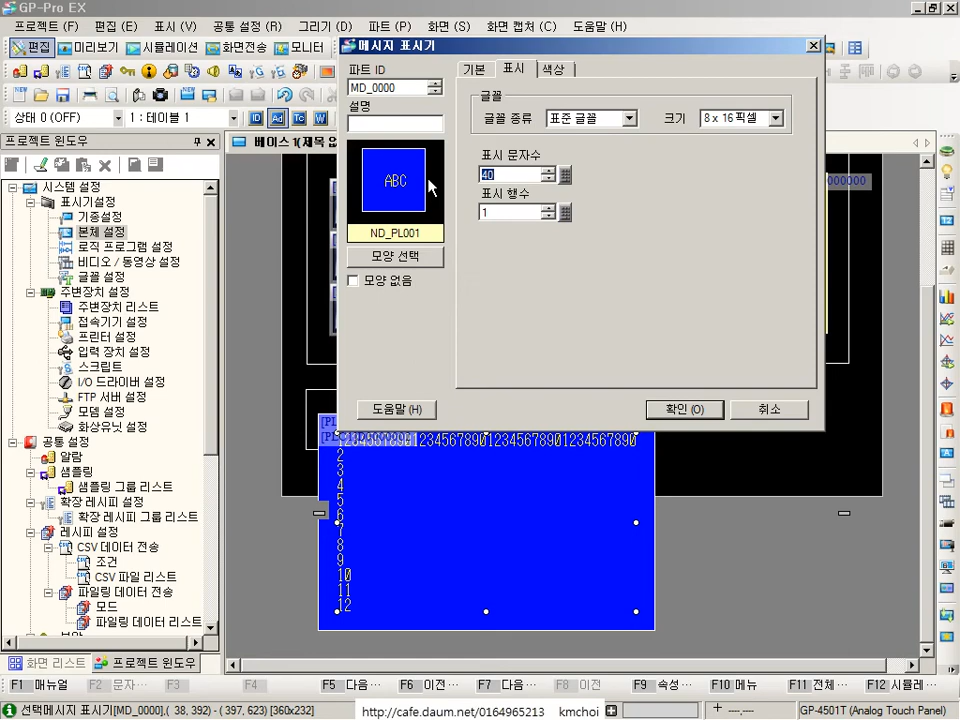 GP-Pro EX
프로젝트 (F) 편집 (E) 표시 (V) 공통 설정 (R) 그리기 (D) 파트 (P) 화면 (S) 화면 캡처 (C) 도움말 (H)
편집 미리보기 시뮬레이션 화면전송 모니터
상태 0 (OFF) 1 : 테이블 1
프로젝트 윈도우
시스템 설정
표시기설정
기종설정
본체 설정
로직 프로그램 설정
비디오 / 동영상 설정
글꼴 설정
주변장치 설정
주변장치 리스트
접속기기 설정
프린터 설정
입력 장치 설정
스크립트
I/O 드라이버 설정
FTP 서버 설정
모뎀 설정
화상유닛 설정
공통 설정
알람
샘플링
샘플링 그룹 리스트
확장 레시피 설정
확장 레시피 그룹 리스트
레시피 설정
CSV 데이터 전송
조건
CSV 파일 리스트
파일링 데이터 전송
모드
파일링 데이터 리스트
화면 리스트 프로젝트 윈도우
베이스 1(제목 없
메시지 표시기
파트 ID
MD_0000
설명
ABC
ND_PL001
모양 선택
모양 없음
기본 표시 색상
글꼴
글꼴 종류 표준 글꼴 크기 8 x 16 픽셀
표시 문자수
40
표시 행수
1
도움말 (H) 확인 (O) 취소
1234567890123456789012345678901234567890
2
3
4
5
6
7
8
9
10
11
12
F1 매뉴얼 F2 문자… F3 F4 F5 다음… F6 이전… F7 다음… F8 이전 F9 속성… F10 메뉴 F11 전체… F12 시뮬레…
선택메시지 표시기[MD_0000],( 38, 392) - ( 397, 623) [360x232]
http://cafe.daum.net/0164965213 kmchoi
GP-4501T (Analog Touch Panel)